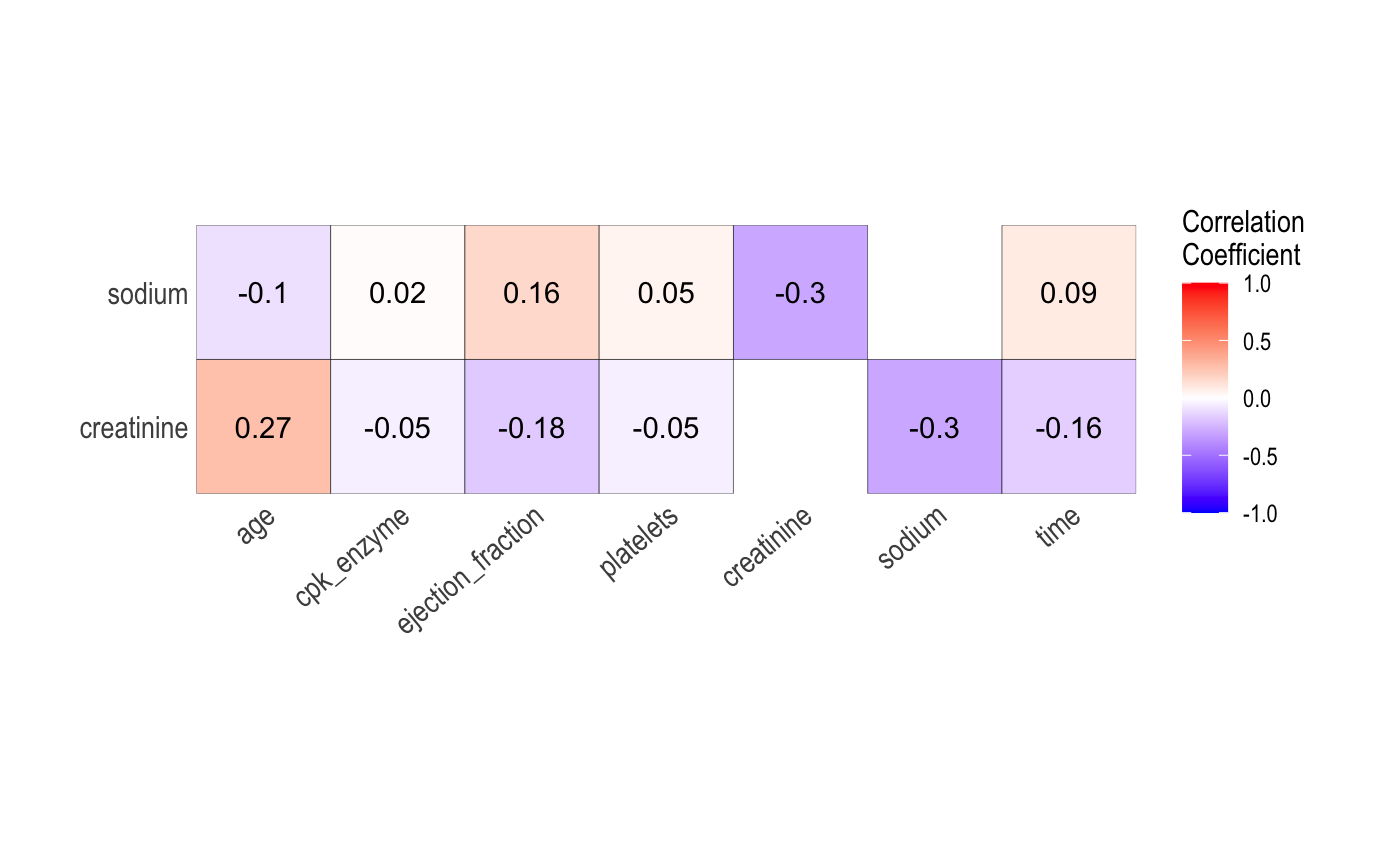 Correlation
Coefficient
1.0
0.5
0.0
-0.5
-1.0
sodium
-0.1
0.02
0.16
0.05
-0.3
0.09
creatinine
0.27
-0.05
-0.18
-0.05
-0.3
-0.16
age
cpk_enzyme
ejection_fraction
platelets
creatinine
sodium
time